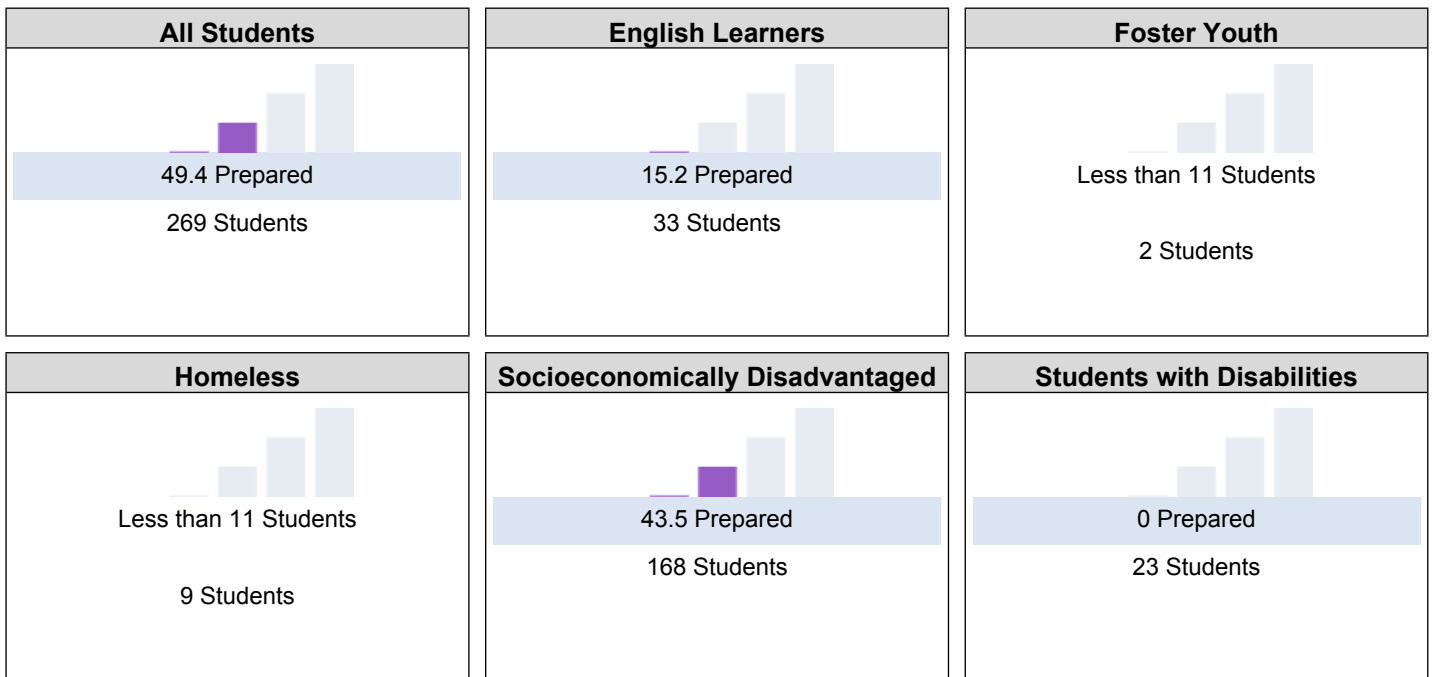 All Students
49.4 Prepared
269 Students
English Learners
15.2 Prepared
33 Students
Foster Youth
Less than 11 Students
2 Students
Homeless
Less than 11 Students
9 Students
Socioeconomically Disadvantaged
43.5 Prepared
168 Students
Students with Disabilities
0 Prepared
23 Students